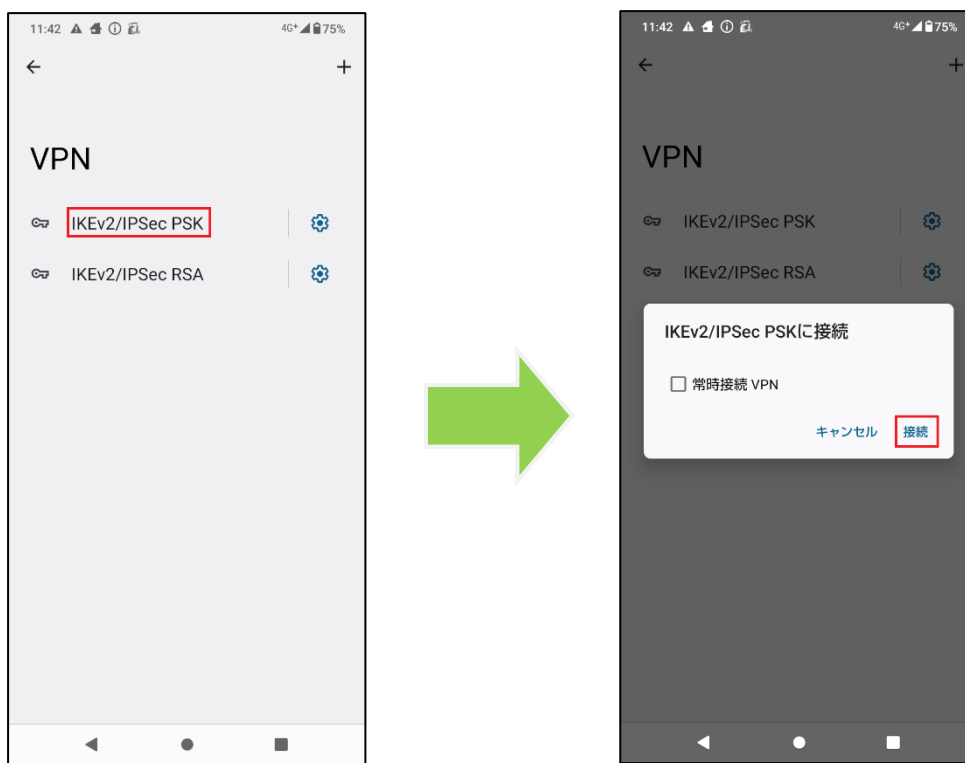 11:42
4G+ 75%
VPN
IKEv2/IPSec PSK
IKEv2/IPSec RSA
11:42
4G+ 75%
VPN
IKEv2/IPSec PSK
IKEv2/IPSec RSA
IKEv2/IPSec PSKに接続
常時接続 VPN
キャンセル 接続